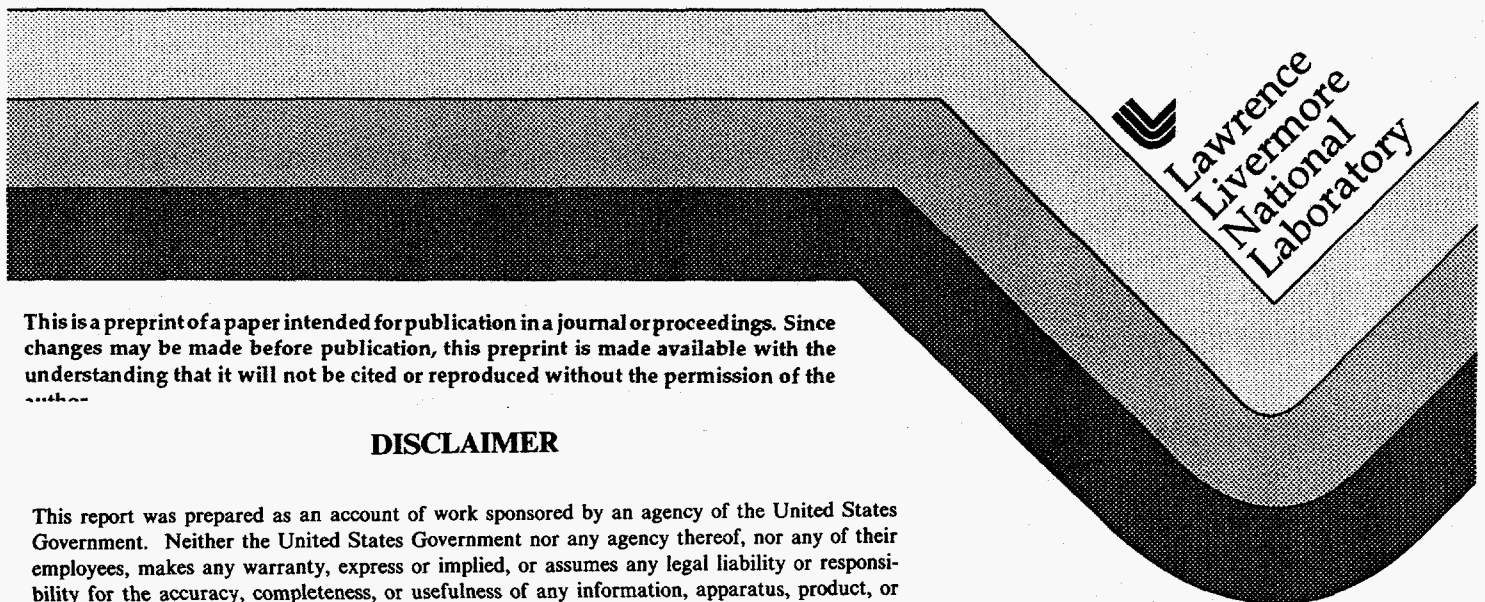 Lawrence
Livermore
National
Laboratory
This is a preprint of a paper intended for publication in a journal or proceedings. Since
changes may be made before publication, this preprint is made available with the
understanding that it will not be cited or reproduced without the permission of the
DISCLAIMER
This report was prepared as an account of work sponsored by an agency of the United States
Government. Neither the United States Government nor any agency thereof, nor any of their
employees, makes any warranty, express or implied, or assumes any legal liability or responsi-
bility for the accuracy, completeness, or usefulness of any information, apparatus, product, or